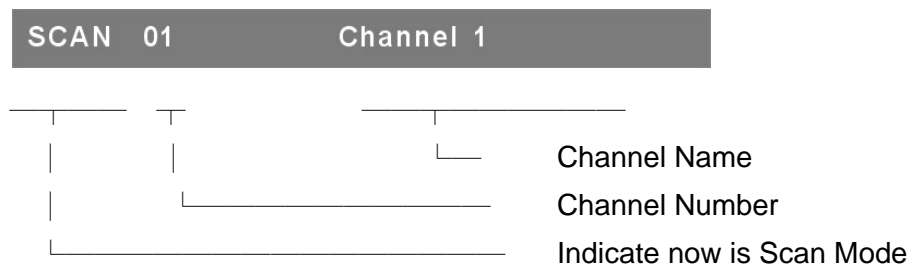 SCAN 01 Channel 1
Channel Name
Channel Number
Indicate now is Scan Mode